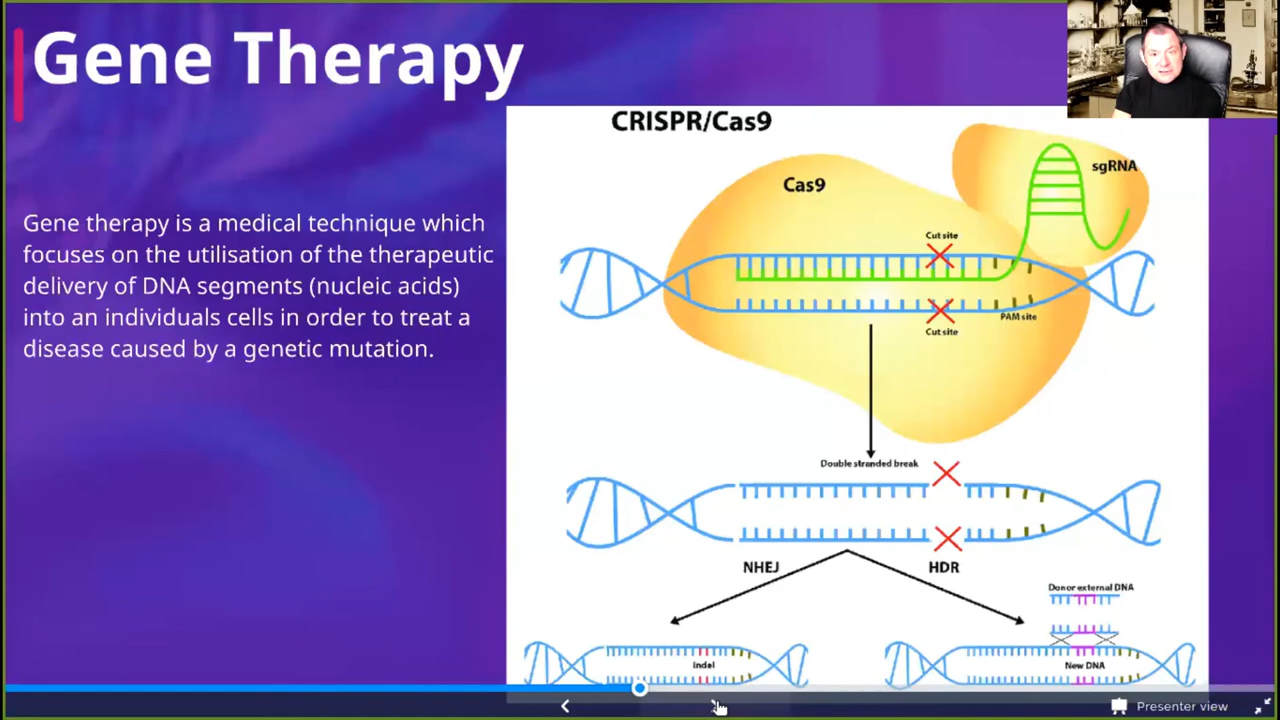 Gene Therapy
Gene therapy is a medical technique which
focuses on the utilisation of the therapeutic
delivery of DNA segments (nucleic acids)
into an individuals cells in order to treat a
disease caused by a genetic mutation.
CRISPR/Cas9
sgRNA
Cas9
Cut site
PAM site
Cut site
Double stranded break
NHEJ
HDR
Donor external DNA
Indel
New DNA
Presenter view